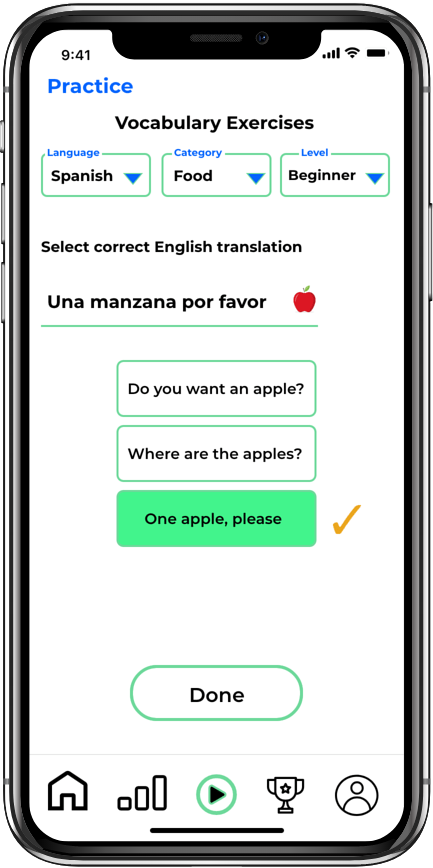 9:41
Practice
Vocabulary Exercises
Language Category Level
Spanish Food Beginner
Select correct English translation
Una manzana por favor
Do you want an apple?
Where are the apples?
One apple, please
Done